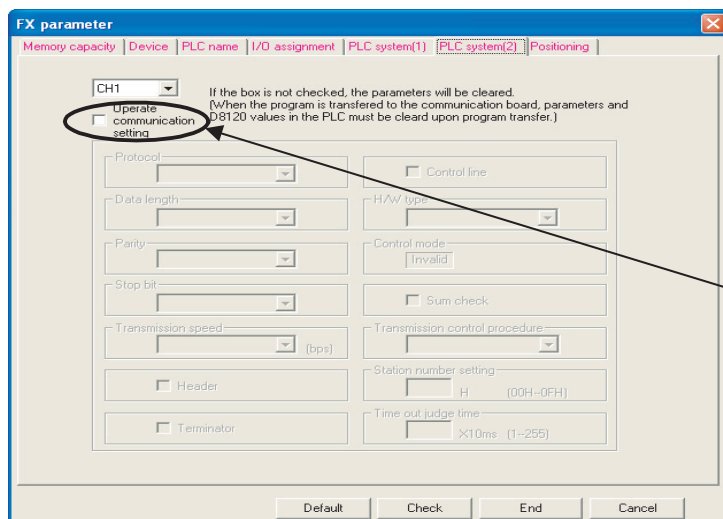 FX parameter
Memory capacity Device PLC name I/O assignment PLC system(1) PLC system(2) Positioning
CH1
If the box is not checked, the parameters will be cleared.
(When the program is transfered to the communication board, parameters and
D8120 values in the PLC must be cleard upon program transfer.)
Operate
communication
setting
Protocol
Control line
Data length
H/W type
Parity
Control mode
Invalid
Stop bit
Sum check
Transmission speed
(bps)
Transmission control procedure
Header
Station number setting
H (00H--0FH)
Terminator
Time out judge time
X10ms (1--255)
Default Check End Cancel